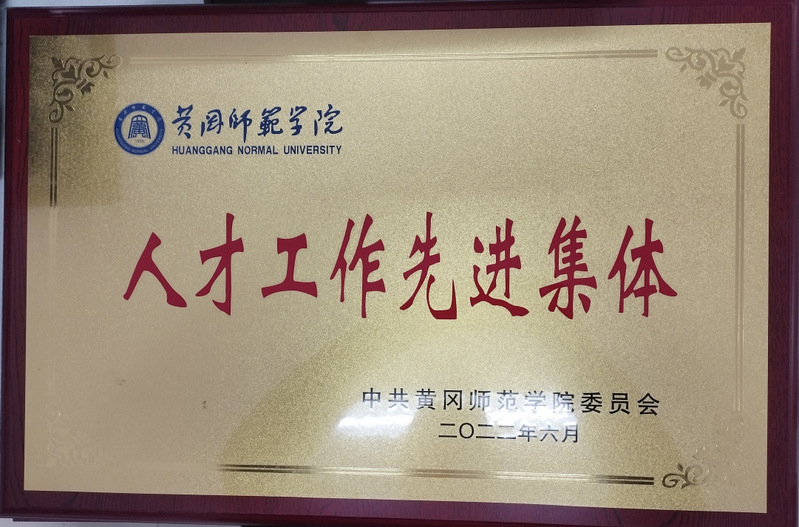 黄冈师範学院
HUANGGANG NORMAL UNIVERSITY
人才工作先进集体
中共黄冈师范学院委员会
二〇二二年六月